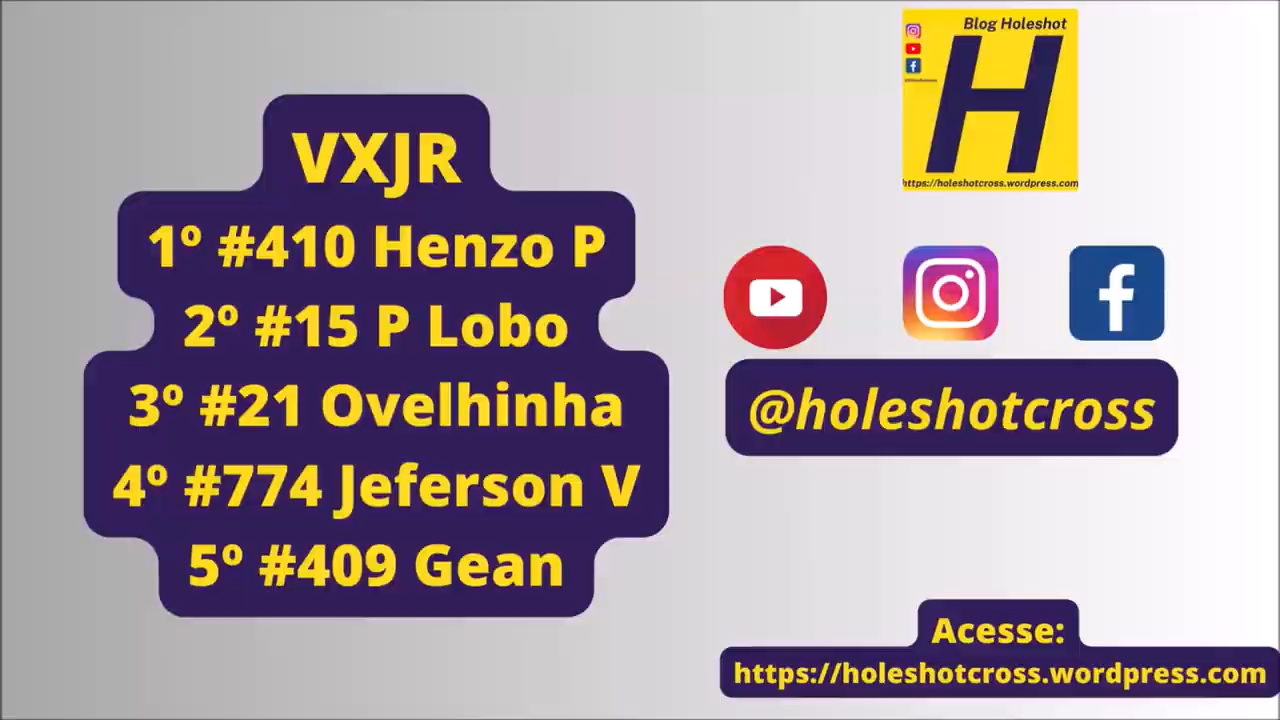 VXJR
1º #410 Henzo P
2º #15 P Lobo
3º #21 Ovelhinha
4º #774 Jeferson V
5º #409 Gean
Blog Holeshot
H
https://holeshotcross.wordpress.com
@holeshotcross
Acesse:
https://holeshotcross.wordpress.com